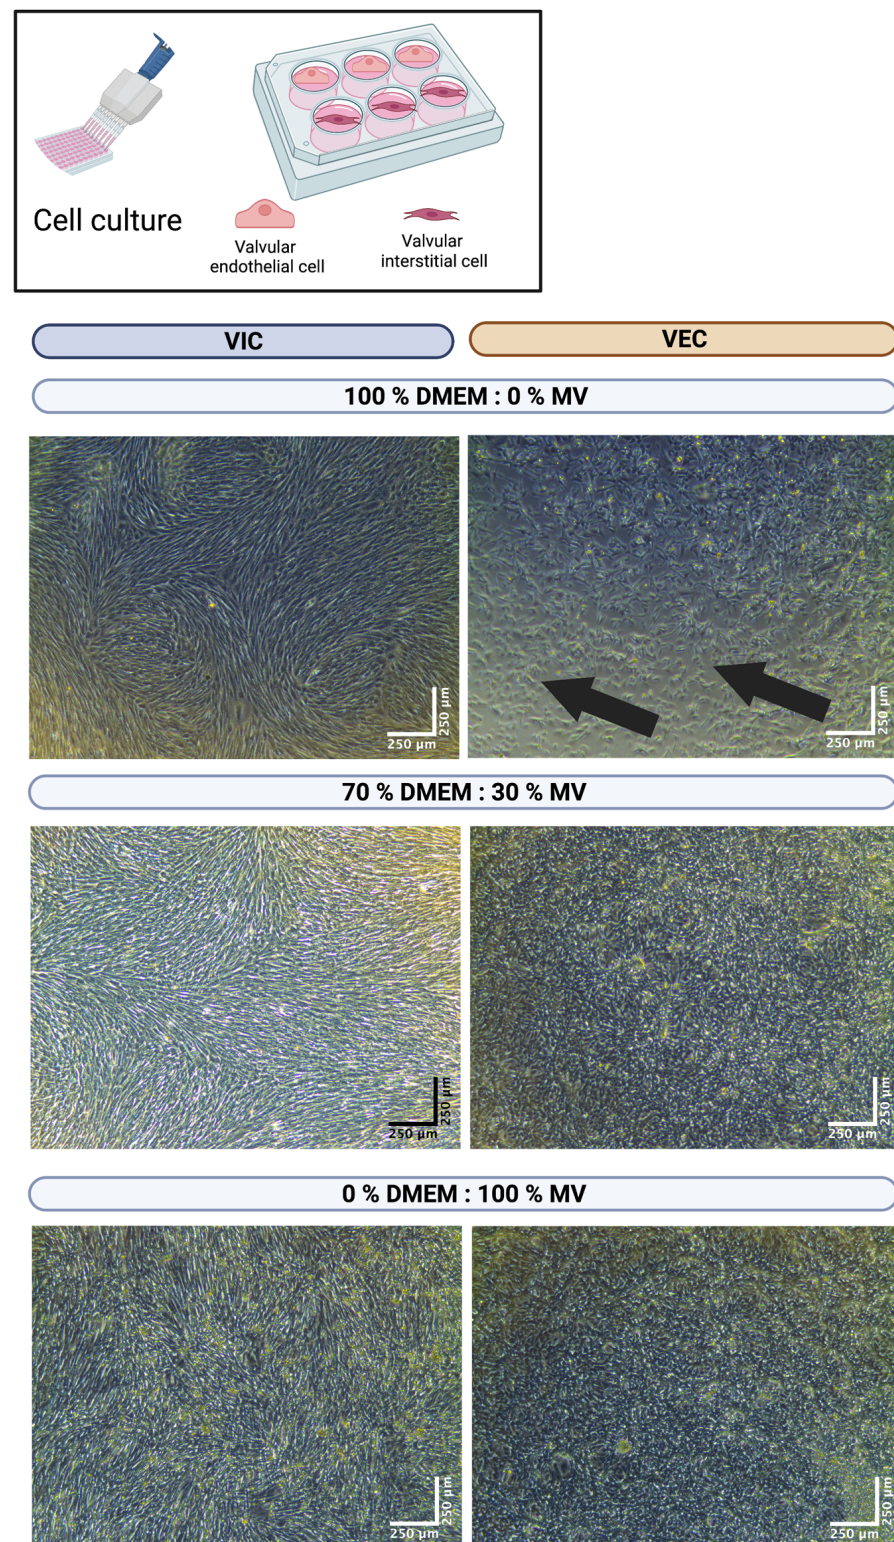 Cell culture
Valvular
endothelial cell
Valvular
interstitial cell
VIC
VEC
100 % DMEM : 0 % MV
250 µm
250 µm
250 µm
250 µm
70 % DMEM : 30 % MV
250 µm
250 µm
250 µm
250 µm
0 % DMEM : 100 % MV
250 µm
250 µm
250 µm
250 µm